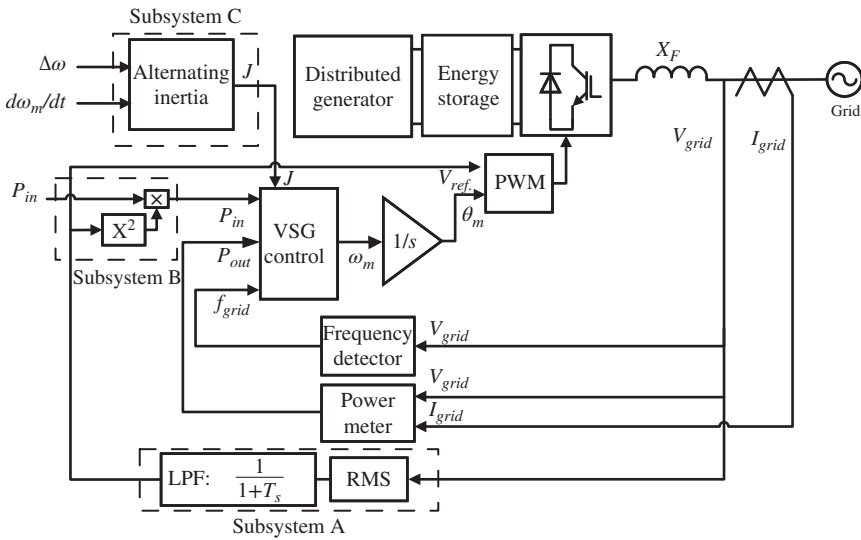 Subsystem C
Δω
dω_m/dt
Alternating
inertia
J
Distributed
generator
Energy
storage
X_F
Grid
V_grid
I_grid
P_in
×
X²
Subsystem B
J
P_in
P_out
f_grid
VSG
control
ω_m
1/s
V_ref.
θ_m
PWM
Frequency
detector
V_grid
Power
meter
V_grid
I_grid
LPF:
1
1+T_s
RMS
Subsystem A